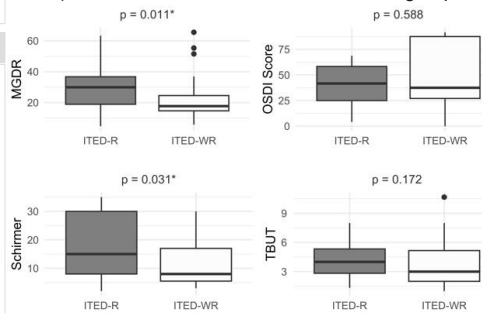 p = 0.011*
MGDR
60
40
20
ITED-R ITED-WR
p = 0.588
OSDI Score
75
50
25
0
ITED-R ITED-WR
p = 0.031*
Schirmer
30
20
10
ITED-R ITED-WR
p = 0.172
TBUT
9
6
3
ITED-R ITED-WR